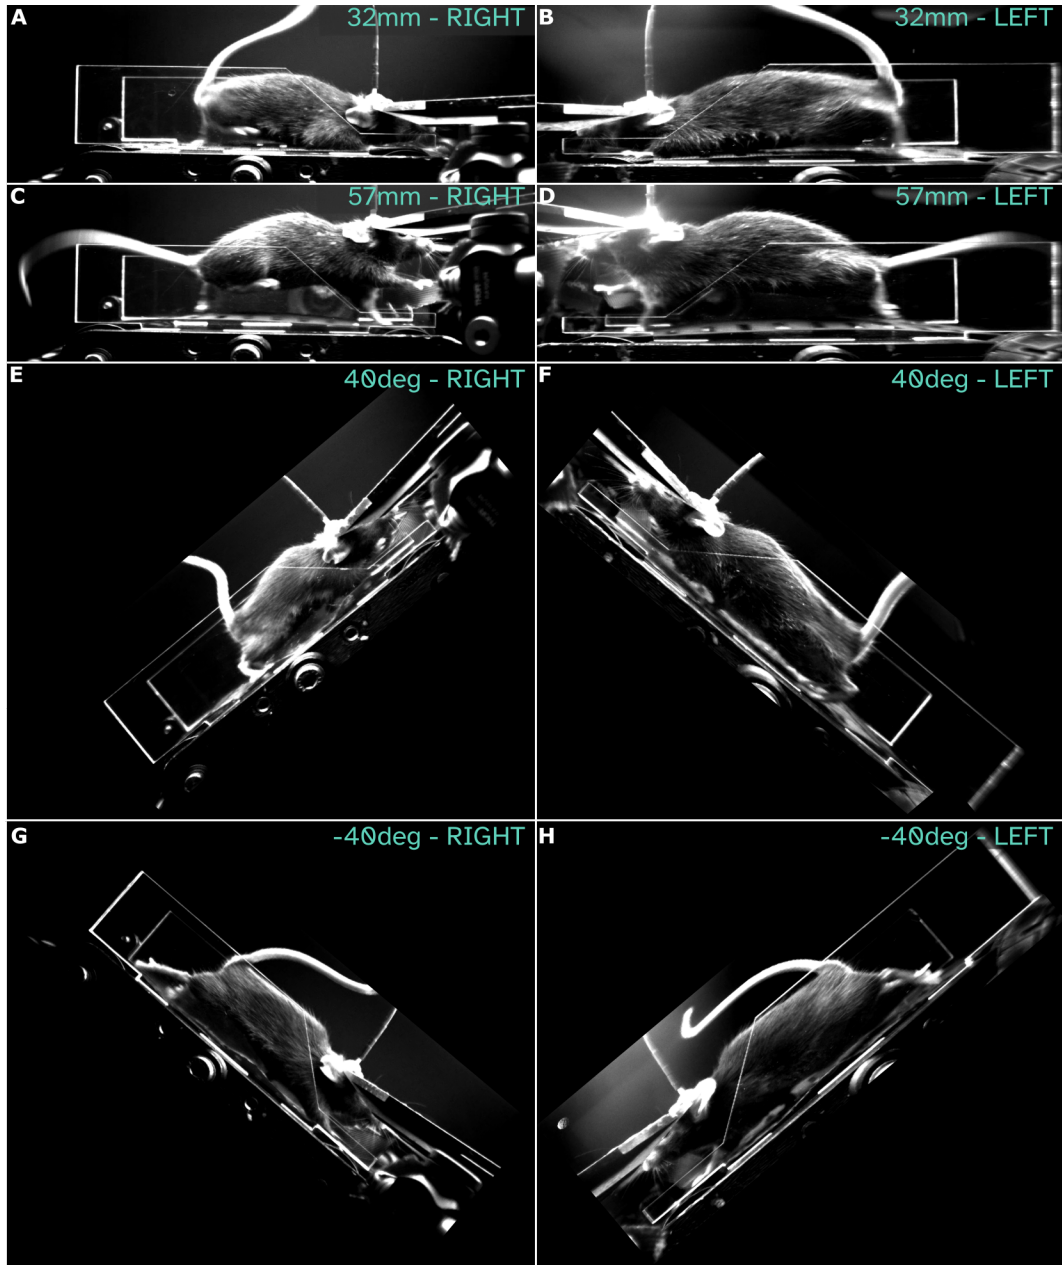 A 32mm - RIGHT
B 32mm - LEFT
C 57mm - RIGHT
D 57mm - LEFT
E 40deg - RIGHT
F 40deg - LEFT
G -40deg - RIGHT
H -40deg - LEFT